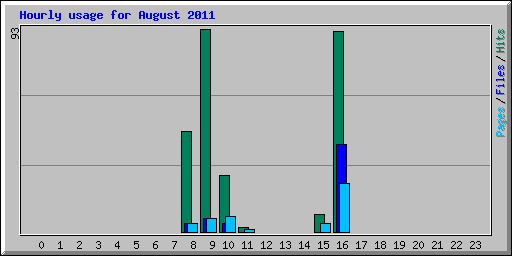 Hourly usage for August 2011
93
Pages / Files / Hits
0 1 2 3 4 5 6 7 8 9 10 11 12 13 14 15 16 17 18 19 20 21 22 23